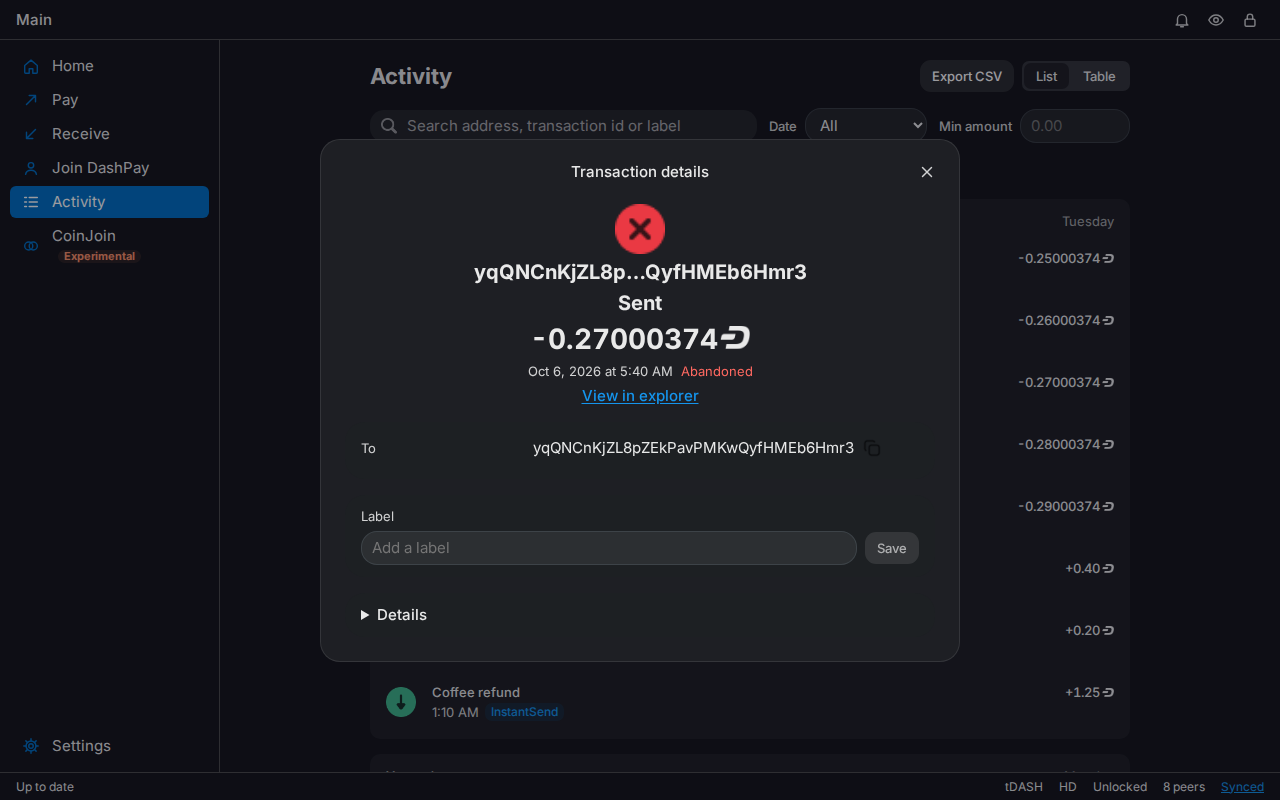 Main
Home
Pay
Receive
Join DashPay
Activity
CoinJoin
Experimental
Settings
Activity
Export CSV
List
Table
Search address, transaction id or label
Date
All
Min amount
0.00
Tuesday
-0.25000374
-0.26000374
-0.27000374
-0.28000374
-0.29000374
+0.40
+0.20
Coffee refund
+1.25
1:10 AM InstantSend
Transaction details
yqQNCnKjZL8p...QyfHMEb6Hmr3
Sent
-0.27000374
Oct 6, 2026 at 5:40 AM Abandoned
View in explorer
To
yqQNCnKjZL8pZEkPavPMKwQyfHMEb6Hmr3
Label
Add a label
Save
Details
Up to date
tDASH
HD
Unlocked
8 peers
Synced